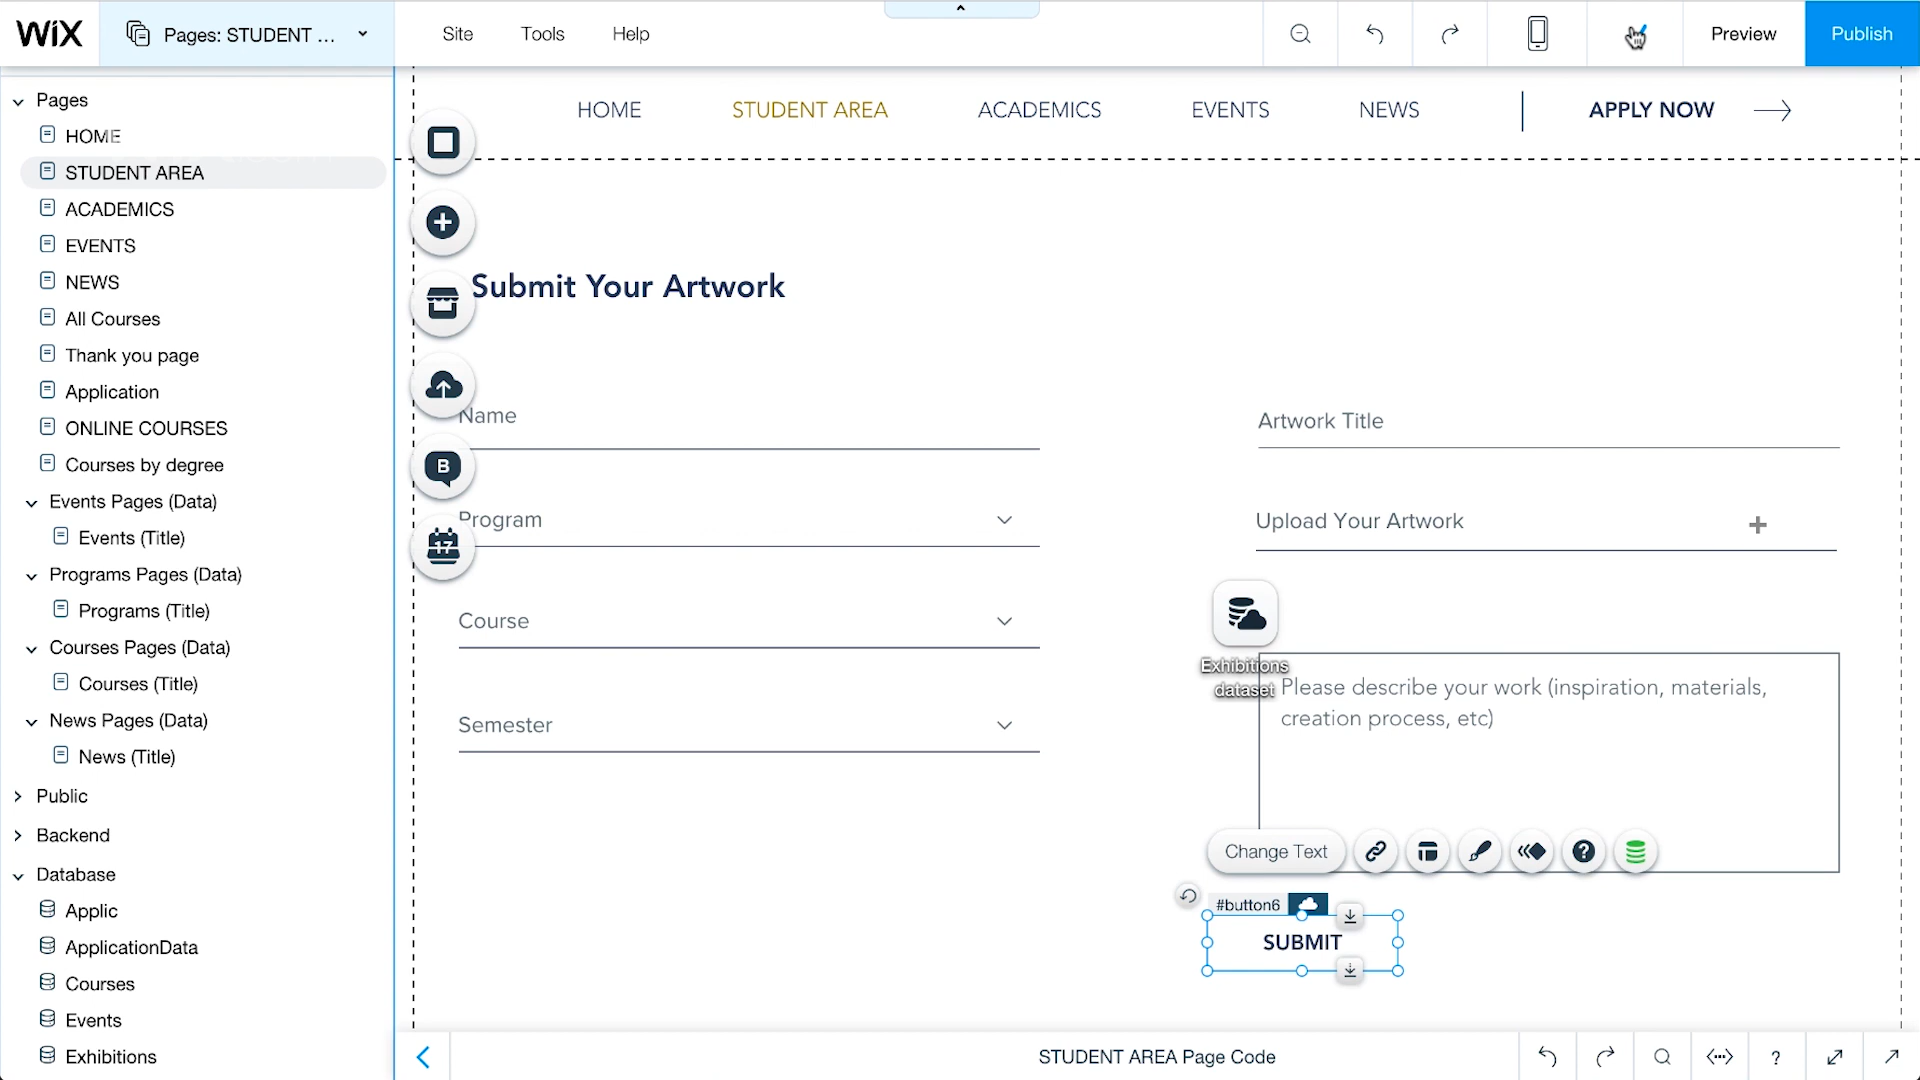 WiX
Pages: STUDENT ...
Site
Tools
Help
Preview
Publish
Pages
HOME
STUDENT AREA
ACADEMICS
EVENTS
NEWS
All Courses
Thank you page
Application
ONLINE COURSES
Courses by degree
Events Pages (Data)
Events (Title)
Programs Pages (Data)
Programs (Title)
Courses Pages (Data)
Courses (Title)
News Pages (Data)
News (Title)
Public
Backend
Database
Applic
ApplicationData
Courses
Events
Exhibitions
HOME
STUDENT AREA
ACADEMICS
EVENTS
NEWS
APPLY NOW
Submit Your Artwork
Name
Program
Course
Semester
B
17
Artwork Title
Upload Your Artwork
Exhibitions
dataset
Please describe your work (inspiration, materials,
creation process, etc)
Change Text
?
#button6
SUBMIT
STUDENT AREA Page Code
?